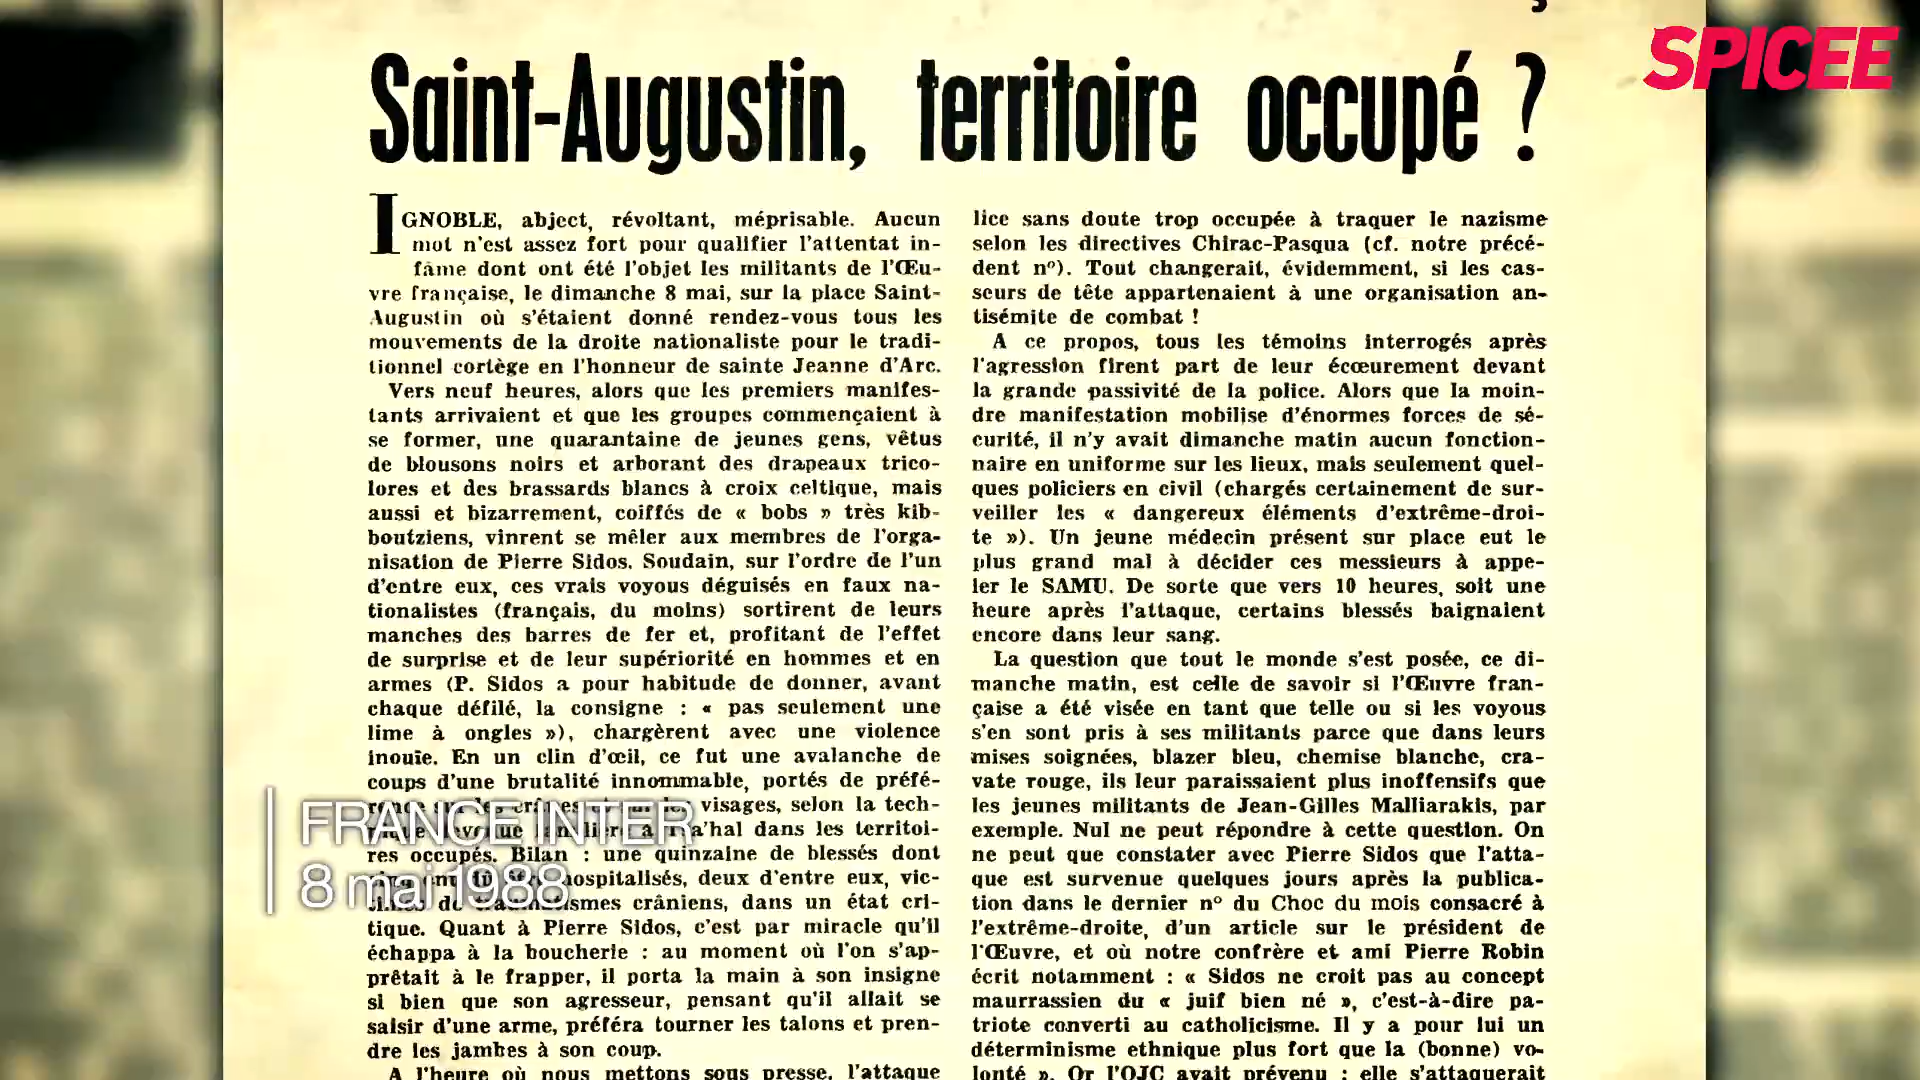 SPICEE
Saint-Augustin, territoire occupé ?
IGNOBLE, abject, révoltant, méprisable. Aucun
mot n'est assez fort pour qualifier l'attentat in-
fâme dont ont été l'objet les militants de l'Œu-
vre française, le dimanche 8 mai, sur la place Saint-
Augustin où s'étaient donné rendez-vous tous les
mouvements de la droite nationaliste pour le tradi-
tionnel cortège en l'honneur de sainte Jeanne d'Arc.
Vers neuf heures, alors que les premiers manifes-
tants arrivaient et que les groupes commençaient à
se former, une quarantaine de jeunes gens, vêtus
de blousons noirs et arborant des drapeaux trico-
lores et des brassards blancs à croix celtique, mais
aussi et bizarrement, coiffés de « bobs » très kib-
boutziens, vinrent se mêler aux membres de l'orga-
nisation de Pierre Sidos. Soudain, sur l'ordre de l'un
d'entre eux, ces vrais voyous déguisés en faux na-
tionalistes (français, du moins) sortirent de leurs
manches des barres de fer et, profitant de l'effet
de surprise et de leur supériorité en hommes et en
armes (P. Sidos a pour habitude de donner, avant
chaque défilé, la consigne : « pas seulement une
lime à ongles »), chargèrent avec une violence
inouïe. En un clin d'œil, ce fut une avalanche de
coups d'une brutalité innommable, portés de préfé-
rence sur les crânes et sur les visages, selon la tech-
nique devenue familière à Tsa'hal dans les territoi-
res occupés. Bilan : une quinzaine de blessés dont
cinq ont dû être hospitalisés, deux d'entre eux, vic-
times de traumatismes crâniens, dans un état cri-
tique. Quant à Pierre Sidos, c'est par miracle qu'il
échappa à la boucherie : au moment où l'on s'ap-
prêtait à le frapper, il porta la main à son insigne
si bien que son agresseur, pensant qu'il allait se
saisir d'une arme, préféra tourner les talons et pren-
dre les jambes à son coup.
A l'heure où nous mettons sous presse, l'attaque
lice sans doute trop occupée à traquer le nazisme
selon les directives Chirac-Pasqua (cf. notre précé-
dent nº). Tout changerait, évidemment, si les cas-
seurs de tête appartenaient à une organisation an-
tisémite de combat !
A ce propos, tous les témoins interrogés après
l'agression firent part de leur écœurement devant
la grande passivité de la police. Alors que la moin-
dre manifestation mobilise d'énormes forces de sé-
curité, il n'y avait dimanche matin aucun fonction-
naire en uniforme sur les lieux, mais seulement quel-
ques policiers en civil (chargés certainement de sur-
veiller les « dangereux éléments d'extrême-droi-
te »). Un jeune médecin présent sur place eut le
plus grand mal à décider ces messieurs à appe-
ler le SAMU. De sorte que vers 10 heures, soit une
heure après l'attaque, certains blessés baignaient
encore dans leur sang.
La question que tout le monde s'est posée, ce di-
manche matin, est celle de savoir si l'Œuvre fran-
çaise a été visée en tant que telle ou si les voyous
s'en sont pris à ses militants parce que dans leurs
mises soignées, blazer bleu, chemise blanche, cra-
vate rouge, ils leur paraissaient plus inoffensifs que
les jeunes militants de Jean-Gilles Malliarakis, par
exemple. Nul ne peut répondre à cette question. On
ne peut que constater avec Pierre Sidos que l'atta-
que est survenue quelques jours après la publica-
tion dans le dernier nº du Choc du mois consacré à
l'extrême-droite, d'un article sur le président de
l'Œuvre, et où notre confrère et ami Pierre Robin
écrit notamment : « Sidos ne croit pas au concept
maurrassien du « juif bien né », c'est-à-dire pa-
triote converti au catholicisme. Il y a pour lui un
déterminisme ethnique plus fort que la (bonne) vo-
lonté ». Or l'OJC avait prévenu : elle s'attaquerait
FRANCE INTER
8 mai 1988